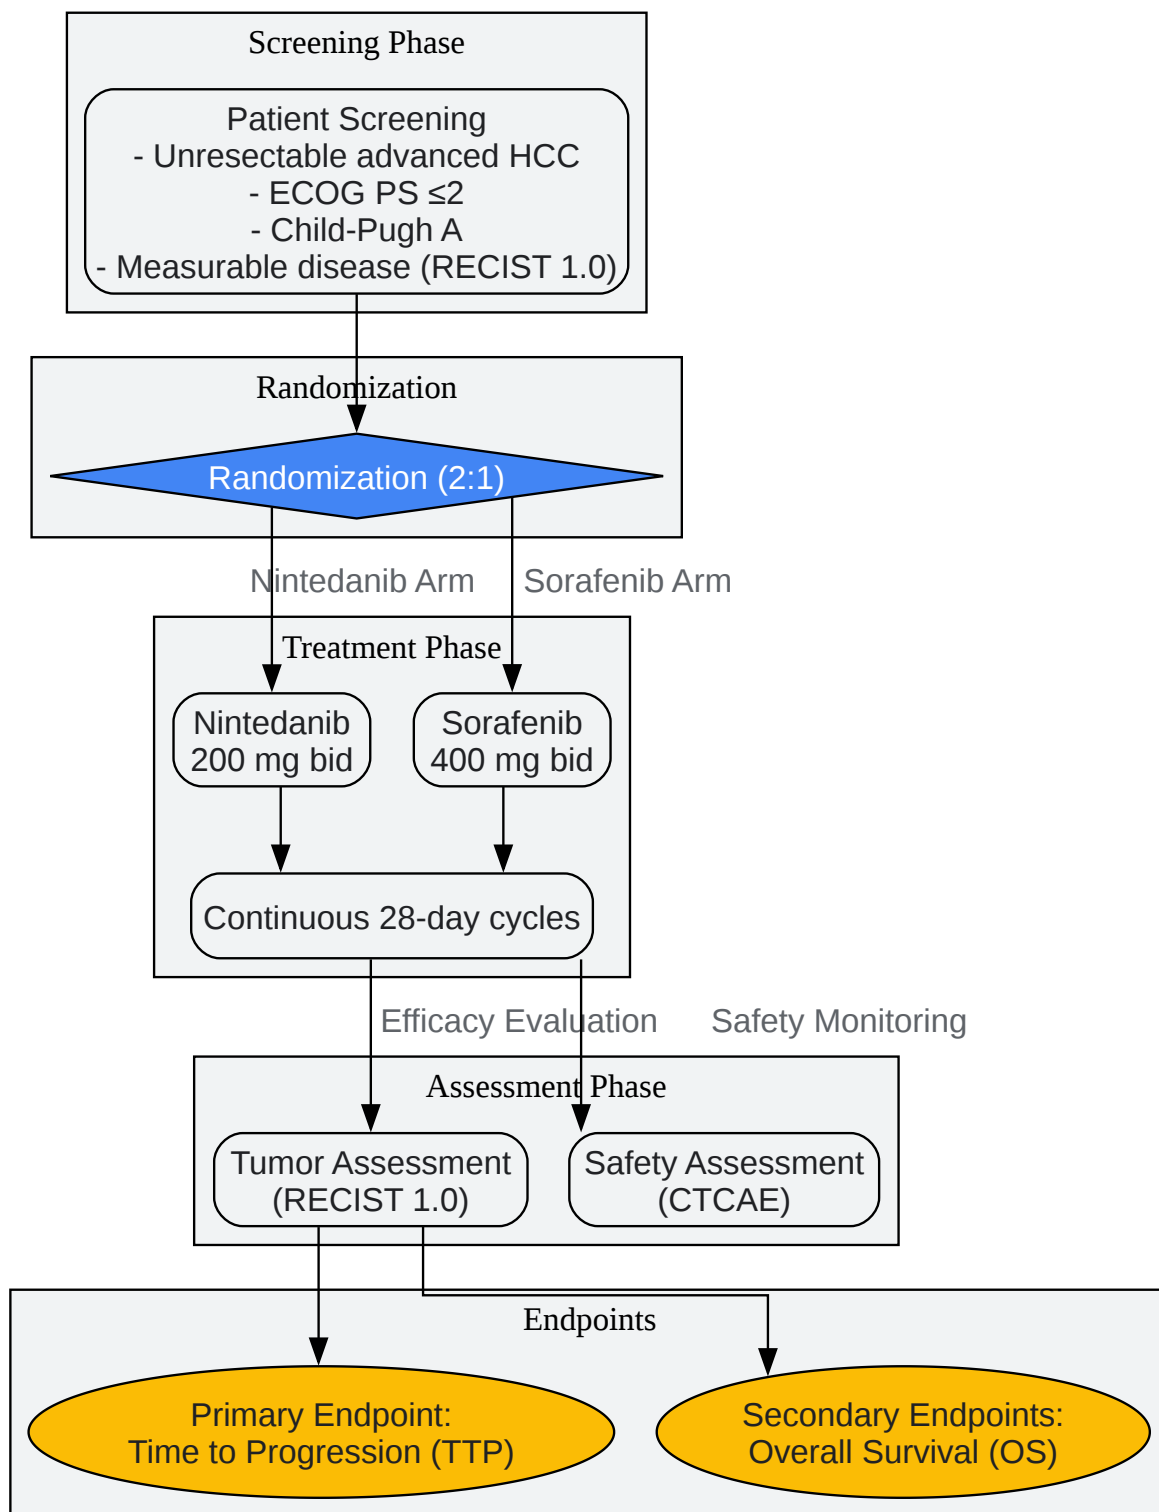 Screening Phase
Patient Screening
- Unresectable advanced HCC
- ECOG PS ≤2
- Child-Pugh A
- Measurable disease (RECIST 1.0)
Randomization
Randomization (2:1)
Nintedanib Arm
Sorafenib Arm
Treatment Phase
Nintedanib
200 mg bid
Sorafenib
400 mg bid
Continuous 28-day cycles
Efficacy Evaluation
Safety Monitoring
Assessment Phase
Tumor Assessment
(RECIST 1.0)
Safety Assessment
(CTCAE)
Endpoints
Primary Endpoint:
Time to Progression (TTP)
Secondary Endpoints:
Overall Survival (OS)